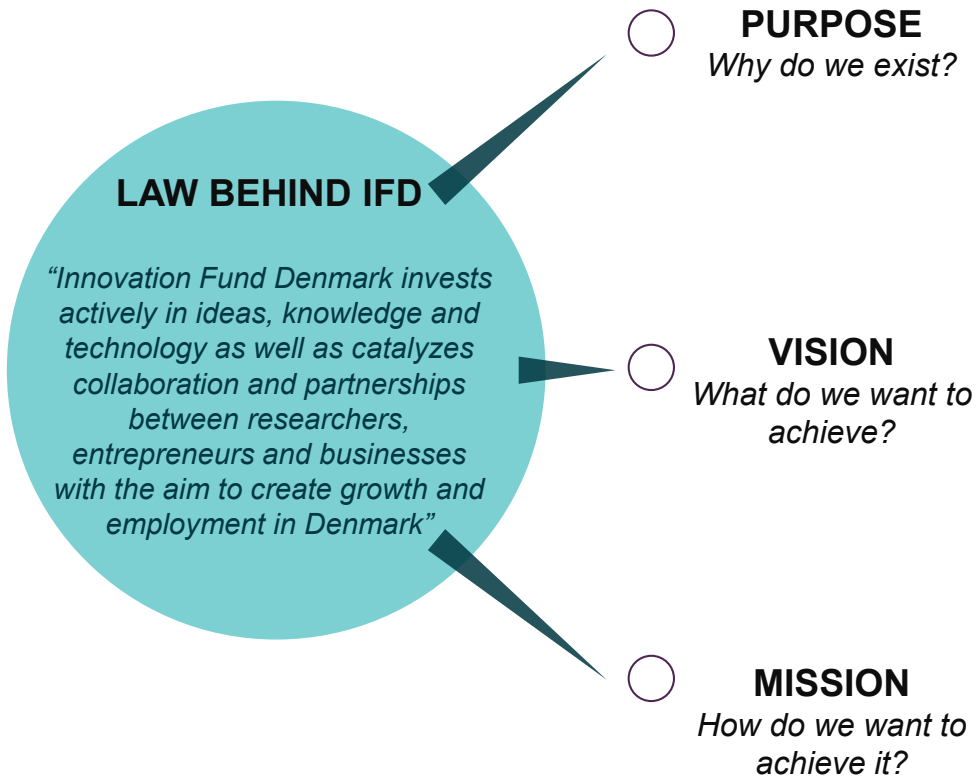 LAW BEHIND IFD
“Innovation Fund Denmark invests
actively in ideas, knowledge and
technology as well as catalyzes
collaboration and partnerships
between researchers,
entrepreneurs and businesses
with the aim to create growth and
employment in Denmark”
PURPOSE
Why do we exist?
VISION
What do we want to
achieve?
MISSION
How do we want to
achieve it?